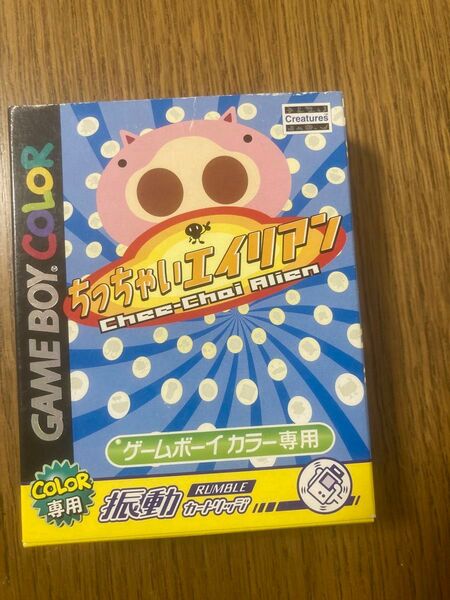 Creatures
GAME BOY COLOR
ちっちゃいエイリアン
Chee-Chai Alien
ゲームボーイカラー専用
COLOR
専用
振動
RUMBLE
カートリッジ